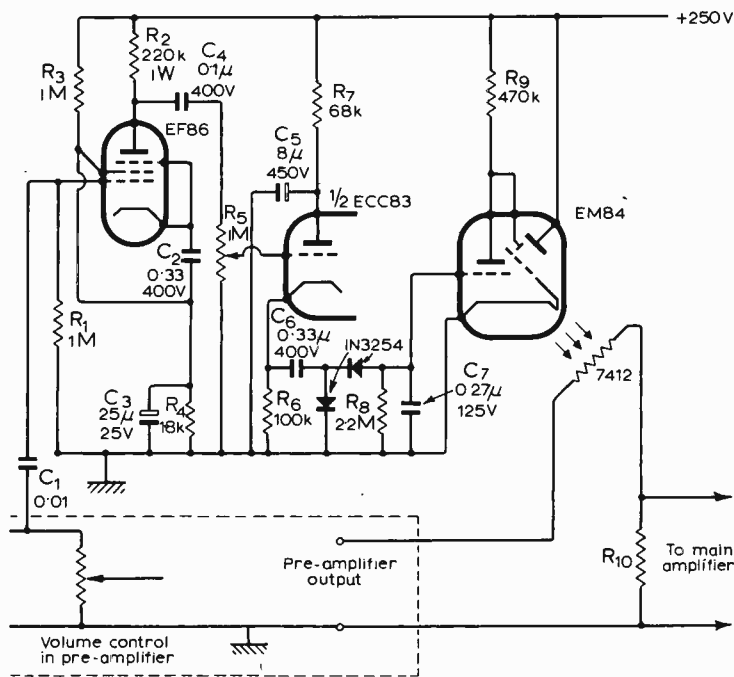 +250V
R2
220k
1W
C4
0·1μ
400V
R3
1M
R7
68k
R9
470k
EF86
C5
8μ
450V
½ ECC83
EM84
R5
1M
C2
0·33
400V
R1
1M
C6
0·33μ
400V
IN3254
7412
C3
25μ
25V
R4
1·8k
R6
100k
R8
2·2M
C7
0·27μ
125V
C1
0·01
Pre-amplifier
output
R10
To main
amplifier
Volume control
in pre-amplifier